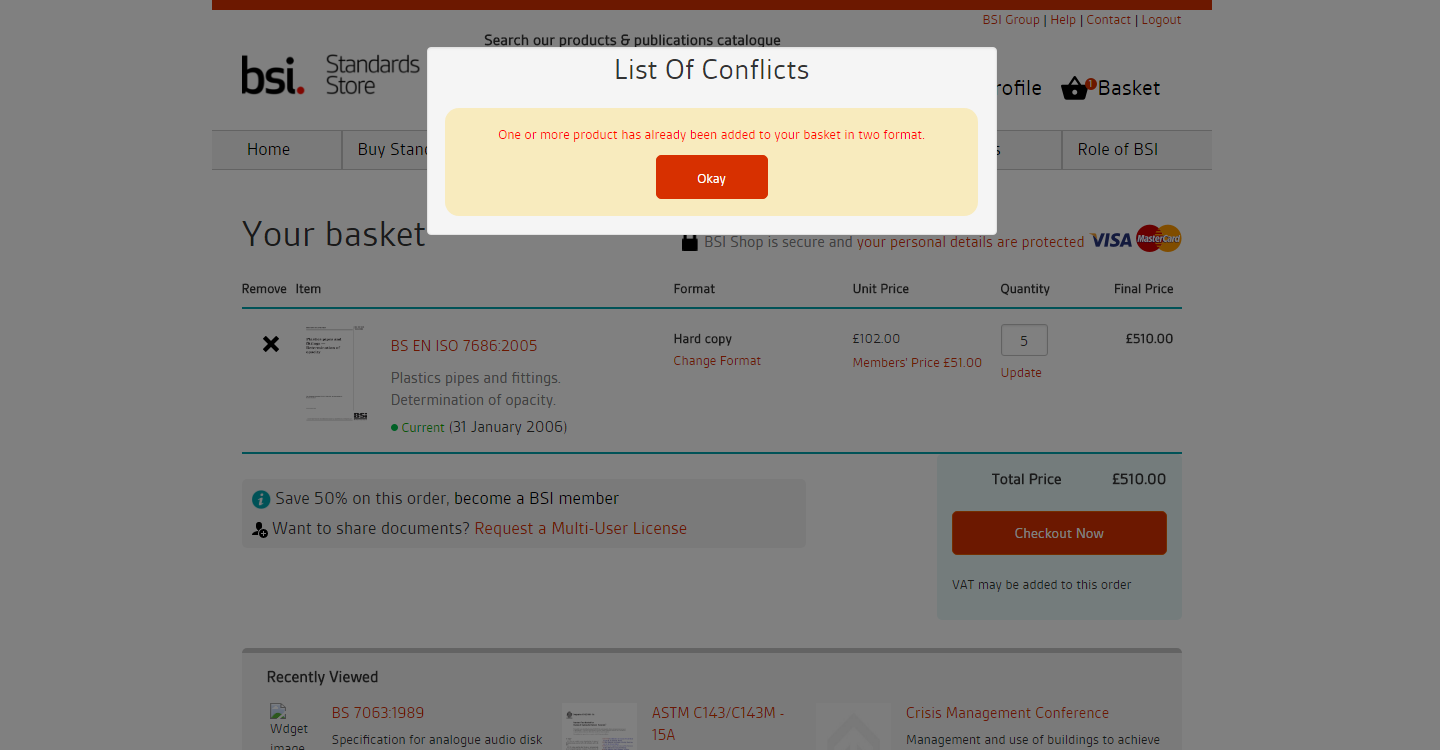 BSI Group | Help | Contact | Logout
Search our products & publications catalogue
bsi. Standards Store
List Of Conflicts
rofile
1
Basket
One or more product has already been added to your basket in two format.
Okay
Home
Buy Stand
s
Role of BSI
Your basket
BSI Shop is secure and your personal details are protected VISA MasterCard
Remove Item Format Unit Price Quantity Final Price
BS EN ISO 7686:2005
Plastics pipes and fittings.
Determination of opacity.
Current (31 January 2006)
Hard copy
Change Format
£102.00
Members' Price £51.00
5
Update
£510.00
Total Price £510.00
Save 50% on this order, become a BSI member
Want to share documents? Request a Multi-User License
Checkout Now
VAT may be added to this order
Recently Viewed
Widget
image
BS 7063:1989
Specification for analogue audio disk
ASTM C143/C143M -
15A
Crisis Management Conference
Management and use of buildings to achieve